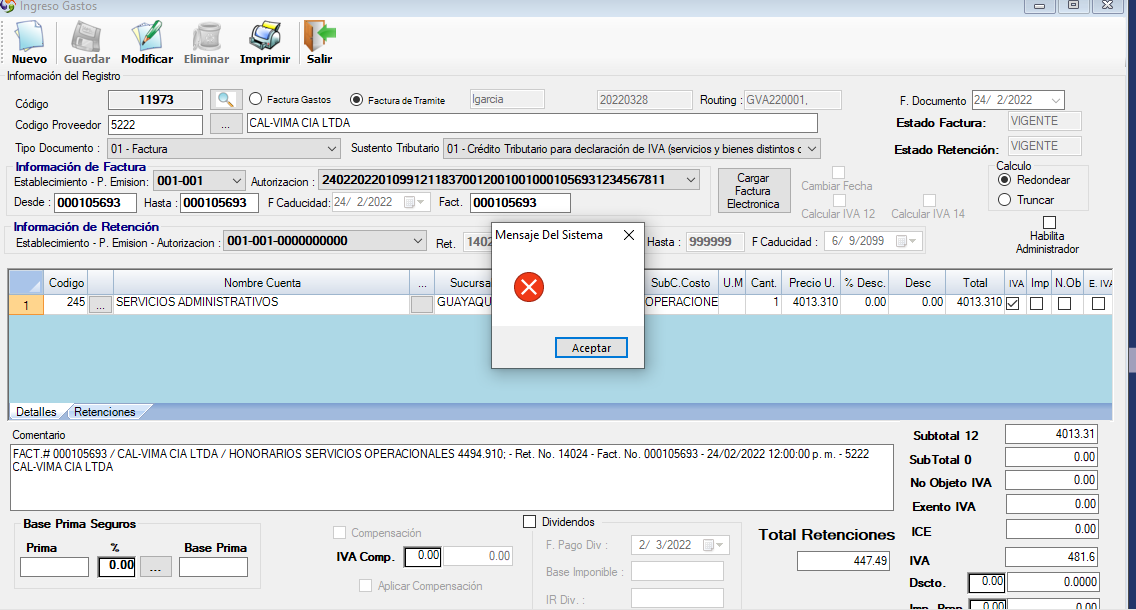 Ingreso Gastos
Nuevo Guardar Modificar Eliminar Imprimir Salir
Información del Registro
Código 11973 Factura Gastos Factura de Tramite lgarcia 20220328 Routing : GVA220001, F. Documento 24/ 2/2022
Codigo Proveedor 5222 ... CAL-VIMA CIA LTDA Estado Factura: VIGENTE
Tipo Documento : 01 - Factura Sustento Tributario 01 - Crédito Tributario para declaración de IVA (servicios y bienes distintos c Estado Retención: VIGENTE
Información de Factura
Establecimiento - P. Emision: 001-001 Autorizacion : 2402202201099121183700120010010001056931234567811
Desde : 000105693 Hasta : 000105693 F Caducidad: 24/ 2/2022 Fact. 000105693
Cargar
Factura
Electronica
Cambiar Fecha
Calcular IVA 12 Calcular IVA 14
Calculo
Redondear
Truncar
Información de Retención
Establecimiento - P. Emision - Autorizacion : 001-001-0000000000 Ret. 1402 Hasta : 999999 F Caducidad : 6/ 9/2099
Habilita
Administrador
Mensaje Del Sistema
Aceptar
Codigo Nombre Cuenta ... Sucursa SubC.Costo U.M Cant. Precio U. % Desc. Desc Total IVA Imp N.Ob E. IVA
1 245 ... SERVICIOS ADMINISTRATIVOS GUAYAQU OPERACIONE 1 4013.310 0.00 0.00 4013.310
Detalles Retenciones
Comentario
FACT.# 000105693 / CAL-VIMA CIA LTDA / HONORARIOS SERVICIOS OPERACIONALES 4494.910; - Ret. No. 14024 - Fact. No. 000105693 - 24/02/2022 12:00:00 p. m. - 5222
CAL-VIMA CIA LTDA
Subtotal 12 4013.31
SubTotal 0 0.00
No Objeto IVA 0.00
Exento IVA 0.00
ICE 0.00
IVA 481.6
Dscto. 0.00 0.0000
Imp. Prop 0.00 0.00
Base Prima Seguros
Prima % Base Prima
0.00 ...
Compensación
IVA Comp. 0.00 0.00
Aplicar Compensación
Dividendos
F. Pago Div : 2/ 3/2022
Base Imponible :
IR Div. :
Total Retenciones
447.49